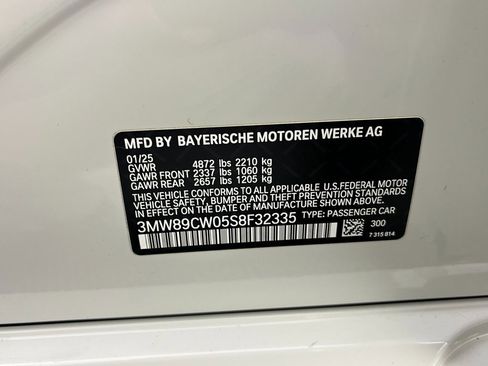 MFD BY BAYERISCHE MOTOREN WERKE AG
01/25
GVWR 4872 lbs 2210 kg
GAWR FRONT 2337 lbs 1060 kg
GAWR REAR 2657 lbs 1205 kg
THIS VEHICLE CONFORMS TO ALL APPLICABLE U.S.FEDERAL MOTOR
VEHICLE SAFETY, BUMPER, AND THEFT PREVENTION STANDARDS
IN EFFECT ON THE DATE OF MANUFACTURE SHOWN ABOVE.
3MW89CW05S8F32335 TYPE: PASSENGER CAR
300
7 315 814